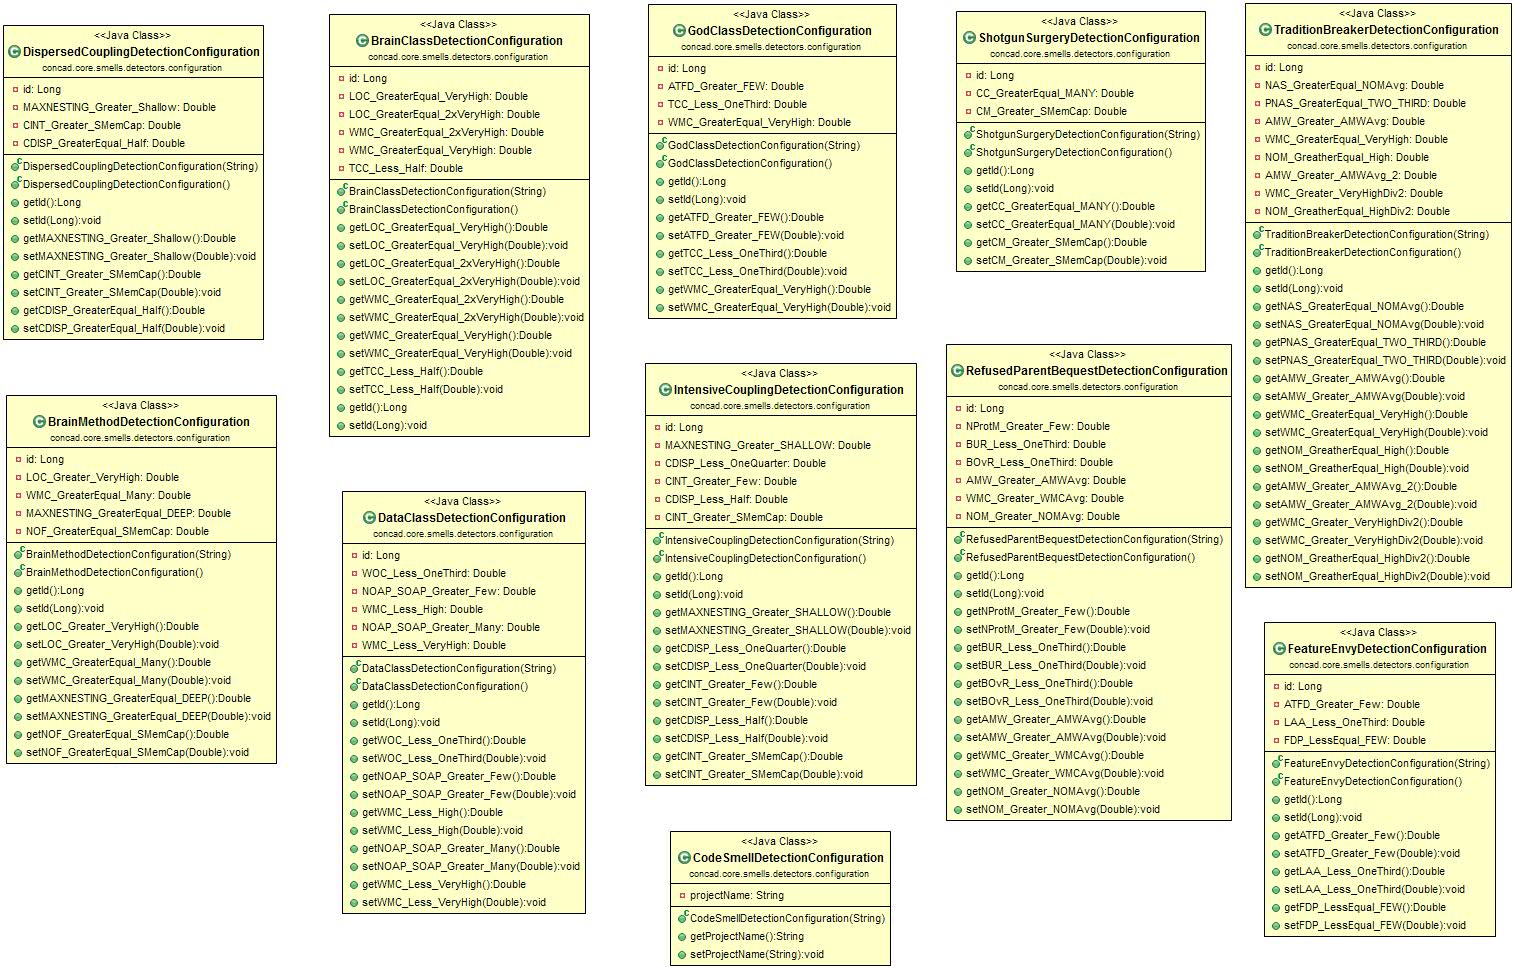 <<Java Class>>
DispersedCouplingDetectionConfiguration
concad.core.smells.detectors.configuration
id: Long
MAXNESTING_Greater_Shallow: Double
CINT_Greater_SMemCap: Double
CDISP_GreaterEqual_Half: Double
DispersedCouplingDetectionConfiguration(String)
DispersedCouplingDetectionConfiguration()
getId():Long
setId(Long):void
getMAXNESTING_Greater_Shallow():Double
setMAXNESTING_Greater_Shallow(Double):void
getCINT_Greater_SMemCap():Double
setCINT_Greater_SMemCap(Double):void
getCDISP_GreaterEqual_Half():Double
setCDISP_GreaterEqual_Half(Double):void
<<Java Class>>
BrainClassDetectionConfiguration
concad.core.smells.detectors.configuration
id: Long
LOC_GreaterEqual_VeryHigh: Double
LOC_GreaterEqual_2xVeryHigh: Double
WMC_GreaterEqual_2xVeryHigh: Double
WMC_GreaterEqual_VeryHigh: Double
TCC_Less_Half: Double
BrainClassDetectionConfiguration(String)
BrainClassDetectionConfiguration()
getLOC_GreaterEqual_VeryHigh():Double
setLOC_GreaterEqual_VeryHigh(Double):void
getLOC_GreaterEqual_2xVeryHigh():Double
setLOC_GreaterEqual_2xVeryHigh(Double):void
getWMC_GreaterEqual_2xVeryHigh():Double
setWMC_GreaterEqual_2xVeryHigh(Double):void
getWMC_GreaterEqual_VeryHigh():Double
setWMC_GreaterEqual_VeryHigh(Double):void
getTCC_Less_Half():Double
setTCC_Less_Half(Double):void
getId():Long
setId(Long):void
<<Java Class>>
GodClassDetectionConfiguration
concad.core.smells.detectors.configuration
id: Long
ATFD_Greater_FEW: Double
TCC_Less_OneThird: Double
WMC_GreaterEqual_VeryHigh: Double
GodClassDetectionConfiguration(String)
GodClassDetectionConfiguration()
getId():Long
setId(Long):void
getATFD_Greater_FEW():Double
setATFD_Greater_FEW(Double):void
getTCC_Less_OneThird():Double
setTCC_Less_OneThird(Double):void
getWMC_GreaterEqual_VeryHigh():Double
setWMC_GreaterEqual_VeryHigh(Double):void
<<Java Class>>
ShotgunSurgeryDetectionConfiguration
concad.core.smells.detectors.configuration
id: Long
CC_GreaterEqual_MANY: Double
CM_Greater_SMemCap: Double
ShotgunSurgeryDetectionConfiguration(String)
ShotgunSurgeryDetectionConfiguration()
getId():Long
setId(Long):void
getCC_GreaterEqual_MANY():Double
setCC_GreaterEqual_MANY(Double):void
getCM_Greater_SMemCap():Double
setCM_Greater_SMemCap(Double):void
<<Java Class>>
TraditionBreakerDetectionConfiguration
concad.core.smells.detectors.configuration
id: Long
NAS_GreaterEqual_NOMAvg: Double
PNAS_GreaterEqual_TWO_THIRD: Double
AMW_Greater_AMWAvg: Double
WMC_GreaterEqual_VeryHigh: Double
NOM_GreatherEqual_High: Double
AMW_Greater_AMWAvg_2: Double
WMC_Greater_VeryHighDiv2: Double
NOM_GreatherEqual_HighDiv2: Double
TraditionBreakerDetectionConfiguration(String)
TraditionBreakerDetectionConfiguration()
getId():Long
setId(Long):void
getNAS_GreaterEqual_NOMAvg():Double
setNAS_GreaterEqual_NOMAvg(Double):void
getPNAS_GreaterEqual_TWO_THIRD():Double
setPNAS_GreaterEqual_TWO_THIRD(Double):void
getAMW_Greater_AMWAvg():Double
setAMW_Greater_AMWAvg(Double):void
getWMC_GreaterEqual_VeryHigh():Double
setWMC_GreaterEqual_VeryHigh(Double):void
getNOM_GreatherEqual_High():Double
setNOM_GreatherEqual_High(Double):void
getAMW_Greater_AMWAvg_2():Double
setAMW_Greater_AMWAvg_2(Double):void
getWMC_Greater_VeryHighDiv2():Double
setWMC_Greater_VeryHighDiv2(Double):void
getNOM_GreatherEqual_HighDiv2():Double
setNOM_GreatherEqual_HighDiv2(Double):void
<<Java Class>>
BrainMethodDetectionConfiguration
concad.core.smells.detectors.configuration
id: Long
LOC_Greater_VeryHigh: Double
WMC_GreaterEqual_Many: Double
MAXNESTING_GreaterEqual_DEEP: Double
NOF_GreaterEqual_SMemCap: Double
BrainMethodDetectionConfiguration(String)
BrainMethodDetectionConfiguration()
getId():Long
setId(Long):void
getLOC_Greater_VeryHigh():Double
setLOC_Greater_VeryHigh(Double):void
getWMC_GreaterEqual_Many():Double
setWMC_GreaterEqual_Many(Double):void
getMAXNESTING_GreaterEqual_DEEP():Double
setMAXNESTING_GreaterEqual_DEEP(Double):void
getNOF_GreaterEqual_SMemCap():Double
setNOF_GreaterEqual_SMemCap(Double):void
<<Java Class>>
DataClassDetectionConfiguration
concad.core.smells.detectors.configuration
id: Long
WOC_Less_OneThird: Double
NOAP_SOAP_Greater_Few: Double
WMC_Less_High: Double
NOAP_SOAP_Greater_Many: Double
WMC_Less_VeryHigh: Double
DataClassDetectionConfiguration(String)
DataClassDetectionConfiguration()
getId():Long
setId(Long):void
getWOC_Less_OneThird():Double
setWOC_Less_OneThird(Double):void
getNOAP_SOAP_Greater_Few():Double
setNOAP_SOAP_Greater_Few(Double):void
getWMC_Less_High():Double
setWMC_Less_High(Double):void
getNOAP_SOAP_Greater_Many():Double
setNOAP_SOAP_Greater_Many(Double):void
getWMC_Less_VeryHigh():Double
setWMC_Less_VeryHigh(Double):void
<<Java Class>>
IntensiveCouplingDetectionConfiguration
concad.core.smells.detectors.configuration
id: Long
MAXNESTING_Greater_SHALLOW: Double
CDISP_Less_OneQuarter: Double
CINT_Greater_Few: Double
CDISP_Less_Half: Double
CINT_Greater_SMemCap: Double
IntensiveCouplingDetectionConfiguration(String)
IntensiveCouplingDetectionConfiguration()
getId():Long
setId(Long):void
getMAXNESTING_Greater_SHALLOW():Double
setMAXNESTING_Greater_SHALLOW(Double):void
getCDISP_Less_OneQuarter():Double
setCDISP_Less_OneQuarter(Double):void
getCINT_Greater_Few():Double
setCINT_Greater_Few(Double):void
getCDISP_Less_Half():Double
setCDISP_Less_Half(Double):void
getCINT_Greater_SMemCap():Double
setCINT_Greater_SMemCap(Double):void
<<Java Class>>
RefusedParentBequestDetectionConfiguration
concad.core.smells.detectors.configuration
id: Long
NProtM_Greater_Few: Double
BUR_Less_OneThird: Double
BOvR_Less_OneThird: Double
AMW_Greater_AMWAvg: Double
WMC_Greater_WMCAvg: Double
NOM_Greater_NOMAvg: Double
RefusedParentBequestDetectionConfiguration(String)
RefusedParentBequestDetectionConfiguration()
getId():Long
setId(Long):void
getNProtM_Greater_Few():Double
setNProtM_Greater_Few(Double):void
getBUR_Less_OneThird():Double
setBUR_Less_OneThird(Double):void
getBOvR_Less_OneThird():Double
setBOvR_Less_OneThird(Double):void
getAMW_Greater_AMWAvg():Double
setAMW_Greater_AMWAvg(Double):void
getWMC_Greater_WMCAvg():Double
setWMC_Greater_WMCAvg(Double):void
getNOM_Greater_NOMAvg():Double
setNOM_Greater_NOMAvg(Double):void
<<Java Class>>
FeatureEnvyDetectionConfiguration
concad.core.smells.detectors.configuration
id: Long
ATFD_Greater_Few: Double
LAA_Less_OneThird: Double
FDP_LessEqual_FEW: Double
FeatureEnvyDetectionConfiguration(String)
FeatureEnvyDetectionConfiguration()
getId():Long
setId(Long):void
getATFD_Greater_Few():Double
setATFD_Greater_Few(Double):void
getLAA_Less_OneThird():Double
setLAA_Less_OneThird(Double):void
getFDP_LessEqual_FEW():Double
setFDP_LessEqual_FEW(Double):void
<<Java Class>>
CodeSmellDetectionConfiguration
concad.core.smells.detectors.configuration
projectName: String
CodeSmellDetectionConfiguration(String)
getProjectName():String
setProjectName(String):void